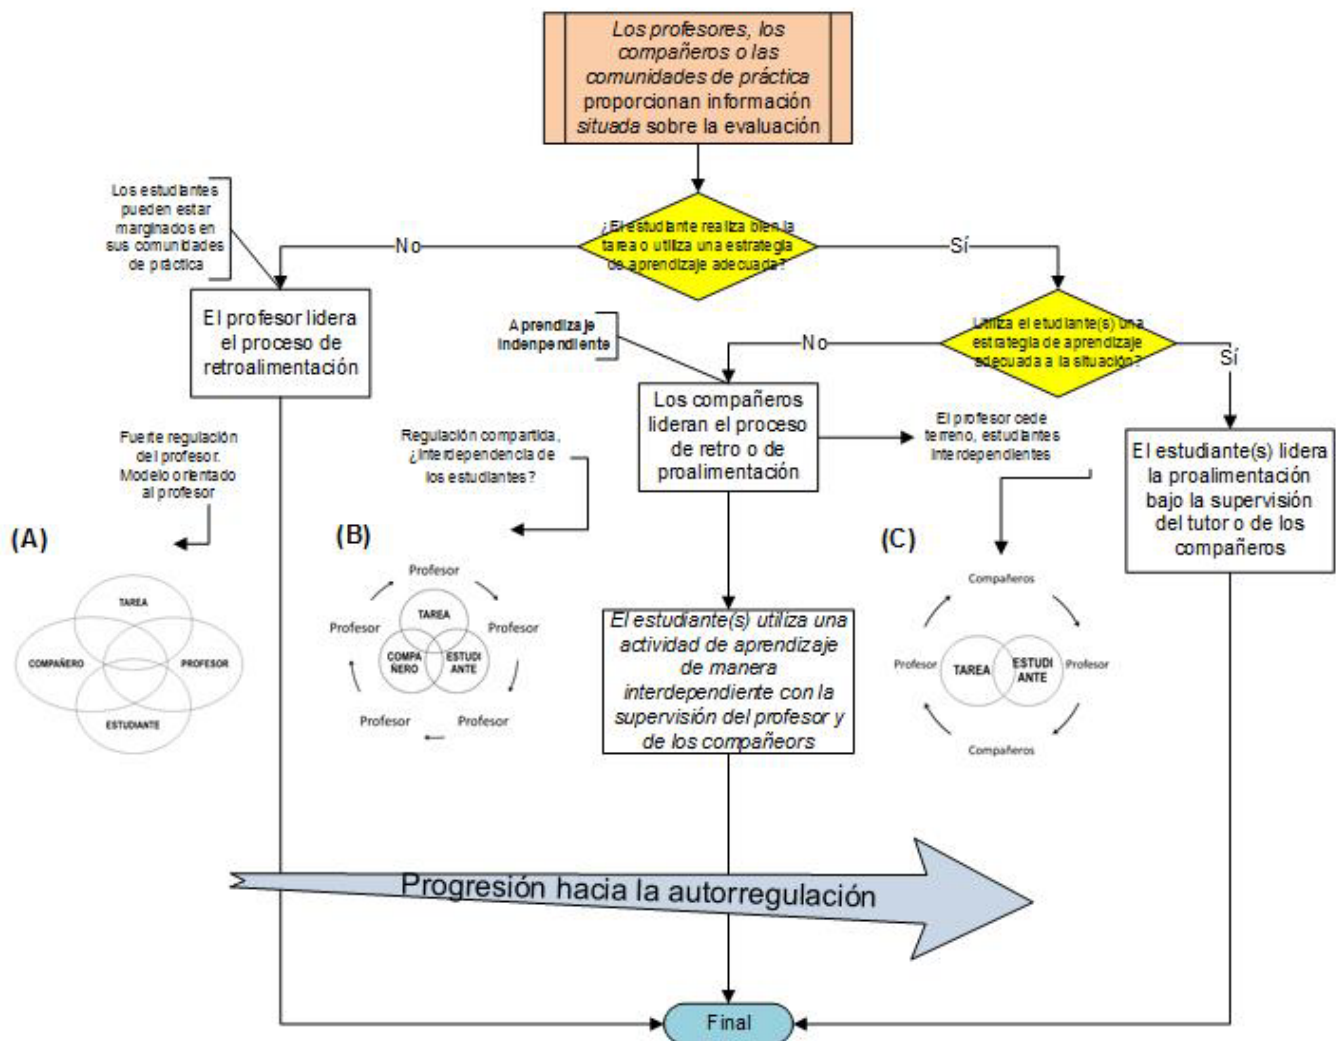 Los profesores, los
compañeros o las
comunidades de práctica
proporcionan información
situada sobre la evaluación
Los estudiantes
pueden estar
marginados en
sus comunidades
de práctica
¿El estudiante realiza bien la
tarea o utiliza una estrategia
de aprendizaje adecuada?
No
Sí
El profesor lidera
el proceso de
retroalimentación
Aprendizaje
indenpendiente
No
Utiliza el etudiante(s) una
estrategia de aprendizaje
adecuada a la situación?
Sí
Los compañeros
lideran el proceso
de retro o de
proalimentación
El profesor cede
terreno, estudiantes
interdependientes
El estudiante(s) lidera
la proalimentación
bajo la supervisión
del tutor o de los
compañeros
Fuerte regulación
del profesor.
Modelo orientado
al profesor
Regulación compartida,
¿interdependencia de
los estudiantes?
(A)
TAREA
COMPAÑERO
PROFESOR
ESTUDIANTE
(B)
Profesor
Profesor
Profesor
TAREA
COMPA
ÑERO
ESTUDI
ANTE
Profesor
Profesor
El estudiante(s) utiliza una
actividad de aprendizaje
de manera
interdependiente con la
supervisión del profesor y
de los compañeors
(C)
Compañeros
Profesor
TAREA
ESTUDI
ANTE
Profesor
Compañeros
Progresión hacia la autorregulación
Final